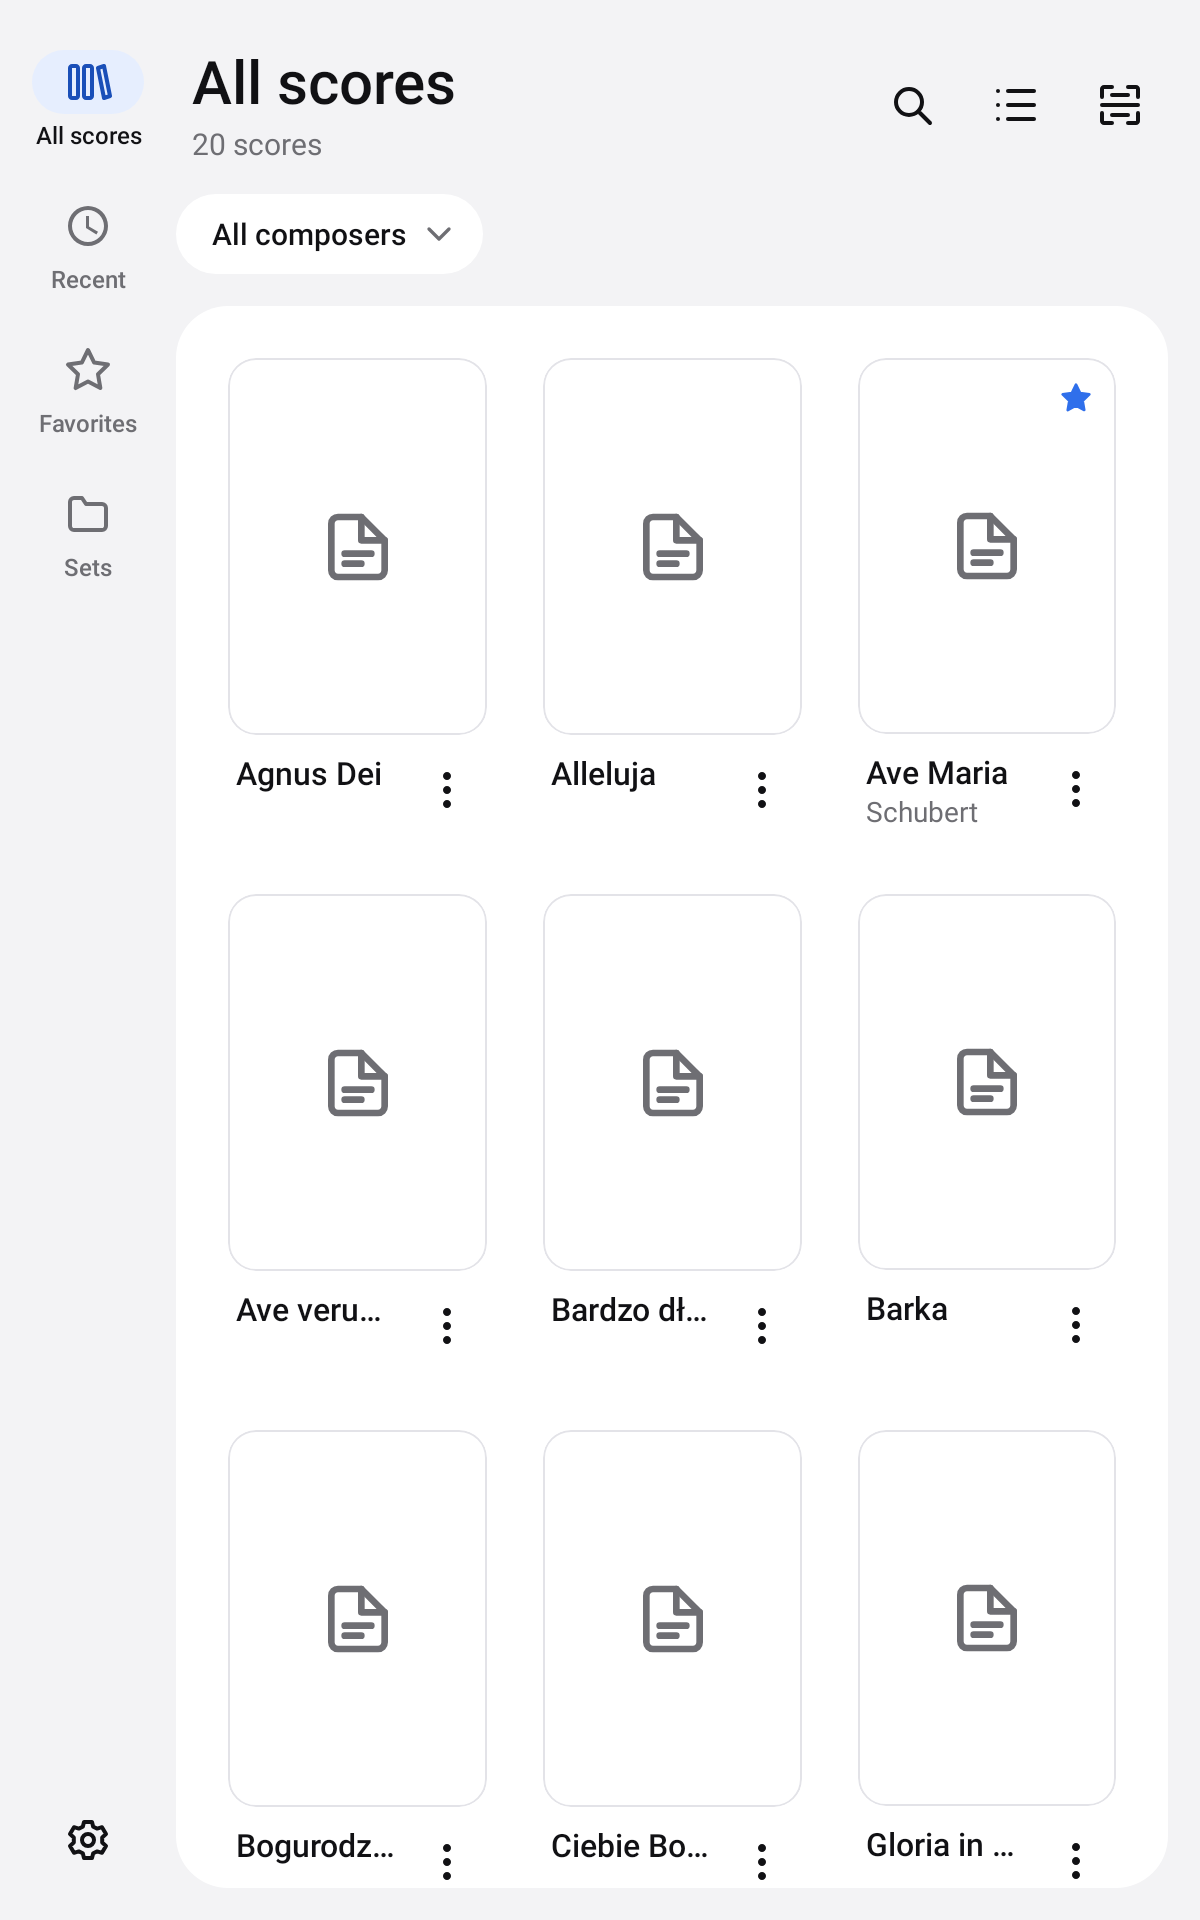 All scores
20 scores
All scores
Recent
Favorites
Sets
All composers
Agnus Dei
Alleluja
Ave Maria
Schubert
Ave veru...
Bardzo dł...
Barka
Bogurodz...
Ciebie Bo...
Gloria in ...